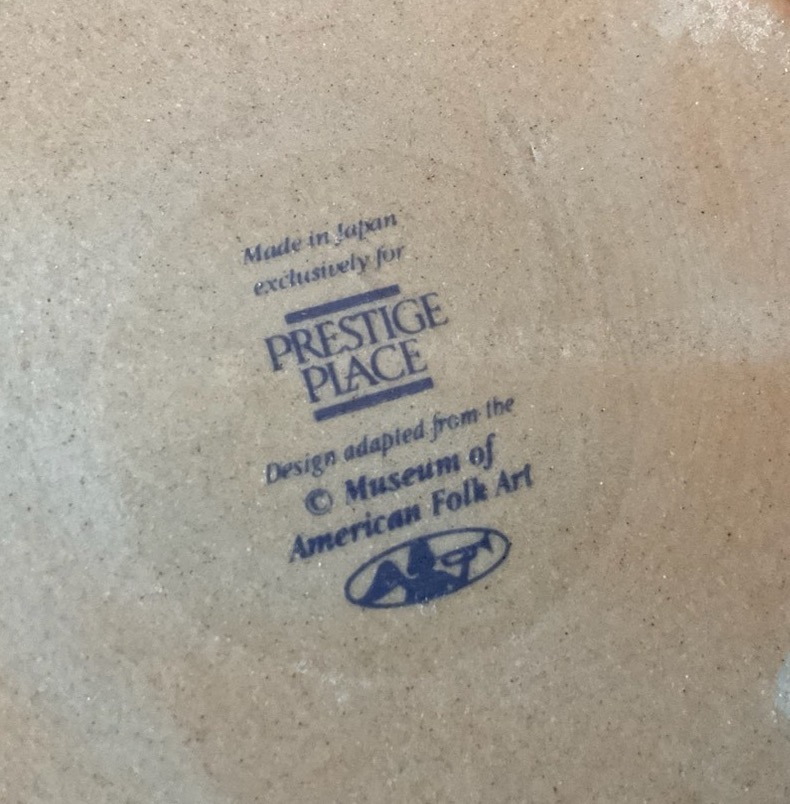 Made in Japan
exclusively for
PRESTIGE
PLACE
Design adapted from the
© Museum of
American Folk Art